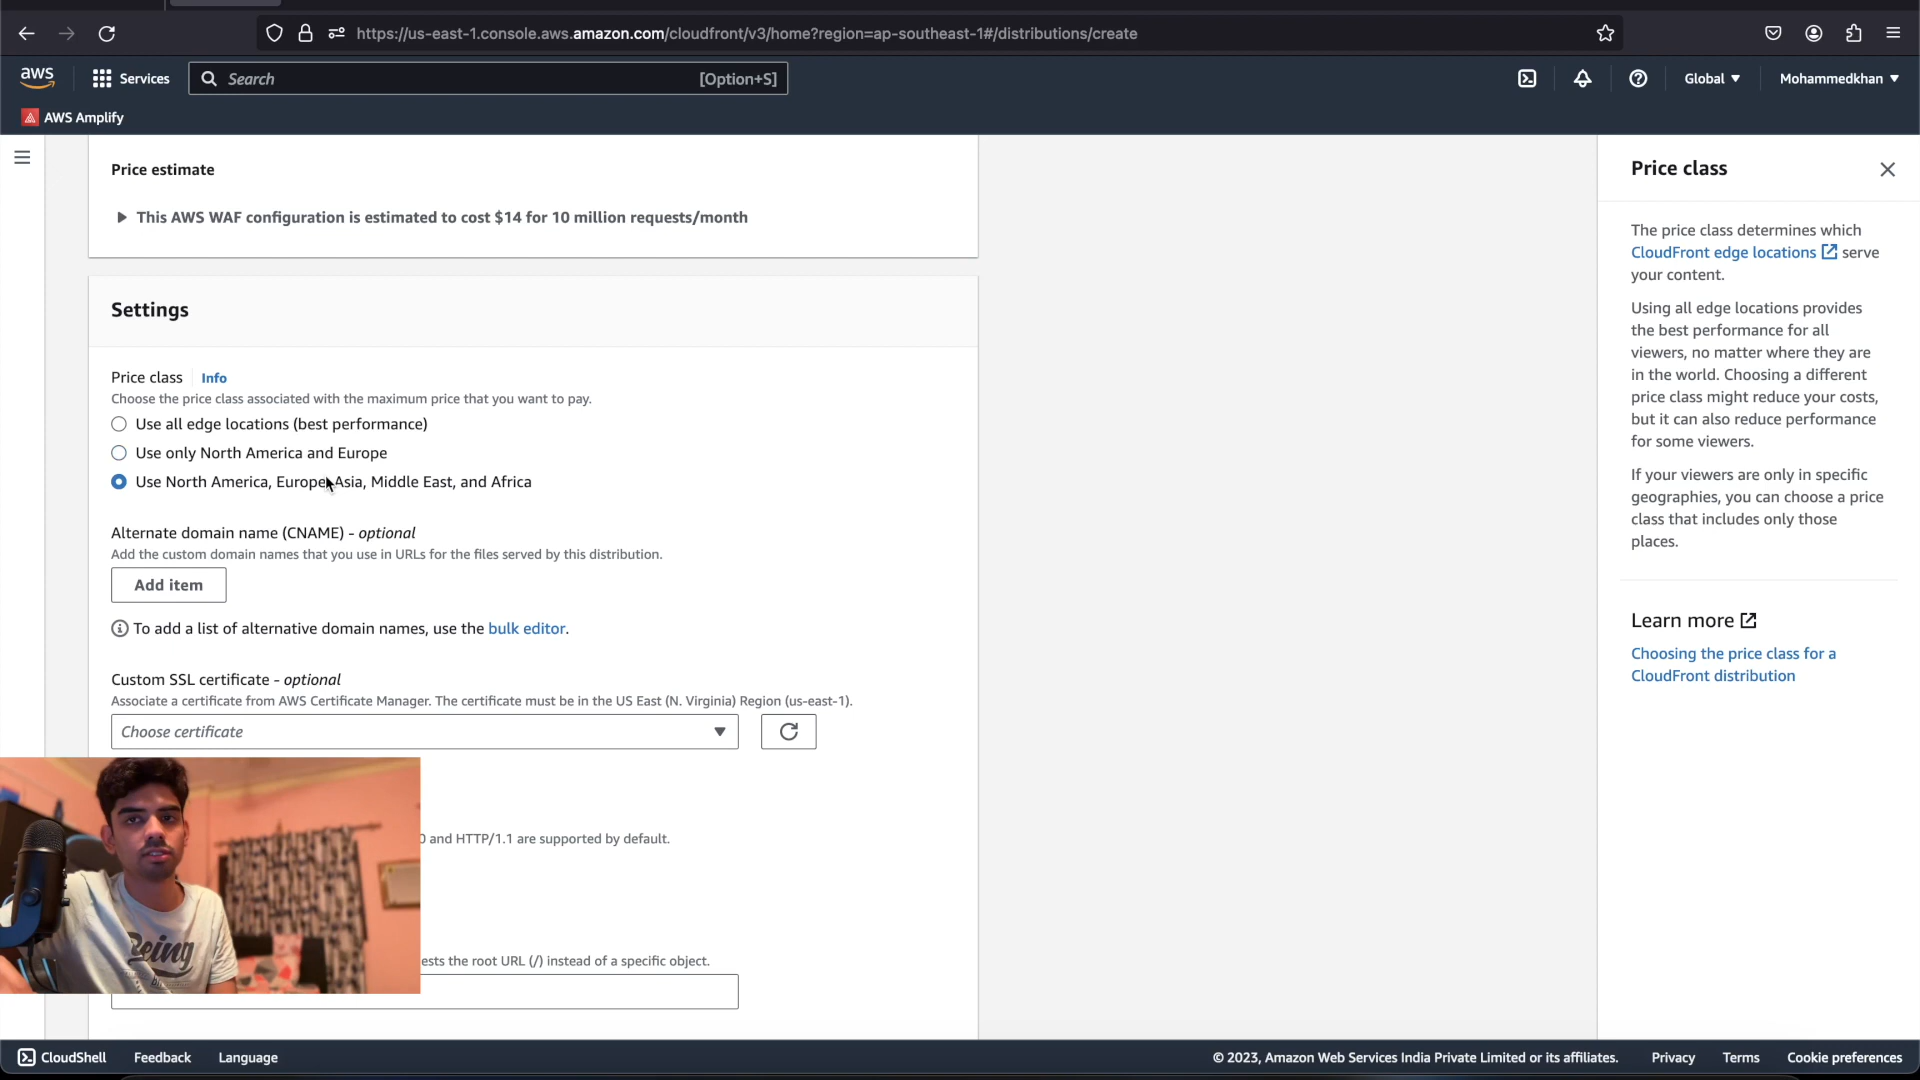 https://us-east-1.console.aws.amazon.com/cloudfront/v3/home?region=ap-southeast-1#/distributions/create
aws
Services
Search
[Option+S]
Global
Mohammedkhan
AWS Amplify
Price estimate
This AWS WAF configuration is estimated to cost $14 for 10 million requests/month
Settings
Price class
Info
Choose the price class associated with the maximum price that you want to pay.
Use all edge locations (best performance)
Use only North America and Europe
Use North America, Europe, Asia, Middle East, and Africa
Alternate domain name (CNAME) - optional
Add the custom domain names that you use in URLs for the files served by this distribution.
Add item
To add a list of alternative domain names, use the bulk editor.
Custom SSL certificate - optional
Associate a certificate from AWS Certificate Manager. The certificate must be in the US East (N. Virginia) Region (us-east-1).
Choose certificate
0 and HTTP/1.1 are supported by default.
ests the root URL (/) instead of a specific object.
Being
Price class
The price class determines which
CloudFront edge locations serve
your content.
Using all edge locations provides
the best performance for all
viewers, no matter where they are
in the world. Choosing a different
price class might reduce your costs,
but it can also reduce performance
for some viewers.
If your viewers are only in specific
geographies, you can choose a price
class that includes only those
places.
Learn more
Choosing the price class for a
CloudFront distribution
CloudShell
Feedback
Language
© 2023, Amazon Web Services India Private Limited or its affiliates.
Privacy
Terms
Cookie preferences